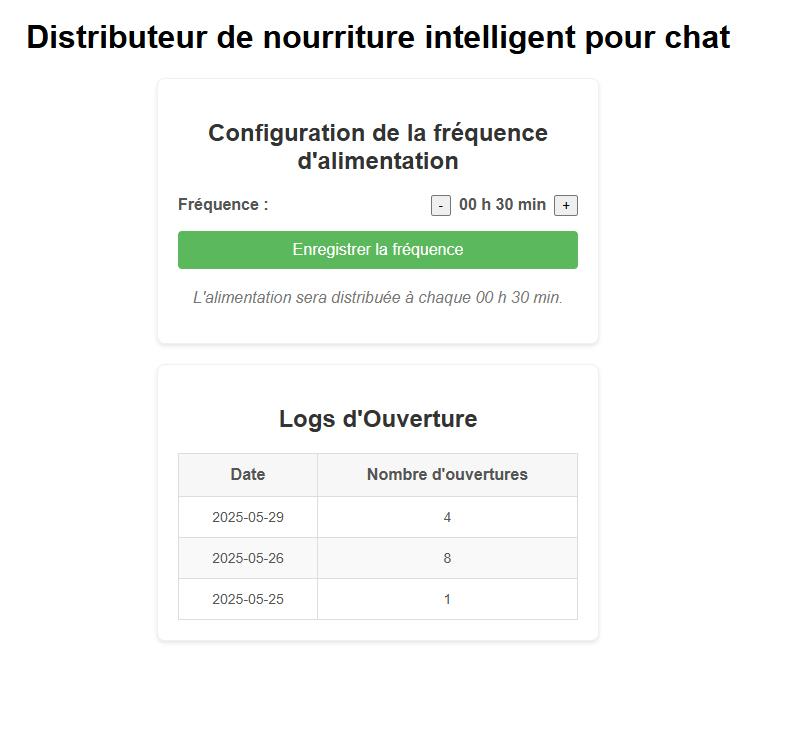 Distributeur de nourriture intelligent pour chat
Configuration de la fréquence
d'alimentation
Fréquence : - 00 h 30 min +
Enregistrer la fréquence
L'alimentation sera distribuée à chaque 00 h 30 min.
Logs d'Ouverture
Date Nombre d'ouvertures
2025-05-29 4
2025-05-26 8
2025-05-25 1